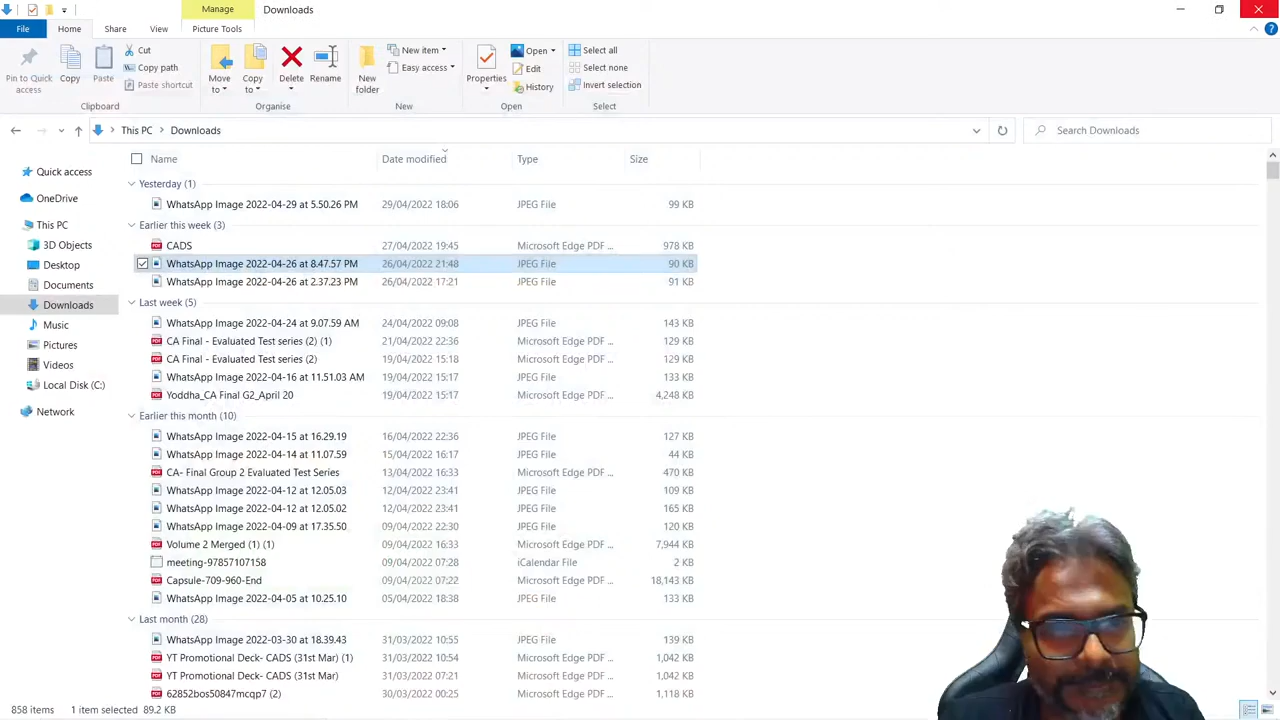 Manage
Downloads
File
Home
Share
View
Picture Tools
Pin to Quick access
Copy
Paste
Cut
Copy path
Paste shortcut
Clipboard
Move to
Copy to
Delete
Rename
Organise
New folder
New item
Easy access
New
Properties
Open
Edit
History
Open
Select all
Select none
Invert selection
Select
This PC
Downloads
Search Downloads
Quick access
OneDrive
This PC
3D Objects
Desktop
Documents
Downloads
Music
Pictures
Videos
Local Disk (C:)
Network
Name Date modified Type Size
Yesterday (1)
WhatsApp Image 2022-04-29 at 5.50.26 PM 29/04/2022 18:06 JPEG File 99 KB
Earlier this week (3)
CADS 27/04/2022 19:45 Microsoft Edge PDF ... 978 KB
WhatsApp Image 2022-04-26 at 8.47.57 PM 26/04/2022 21:48 JPEG File 90 KB
WhatsApp Image 2022-04-26 at 2.37.23 PM 26/04/2022 17:21 JPEG File 91 KB
Last week (5)
WhatsApp Image 2022-04-24 at 9.07.59 AM 24/04/2022 09:08 JPEG File 143 KB
CA Final - Evaluated Test series (2) (1) 21/04/2022 22:36 Microsoft Edge PDF ... 129 KB
CA Final - Evaluated Test series (2) 19/04/2022 15:18 Microsoft Edge PDF ... 129 KB
WhatsApp Image 2022-04-16 at 11.51.03 AM 19/04/2022 15:17 JPEG File 133 KB
Yoddha_CA Final G2_April 20 19/04/2022 15:17 Microsoft Edge PDF ... 4,248 KB
Earlier this month (10)
WhatsApp Image 2022-04-15 at 16.29.19 16/04/2022 22:36 JPEG File 127 KB
WhatsApp Image 2022-04-14 at 11.07.59 15/04/2022 16:17 JPEG File 44 KB
CA- Final Group 2 Evaluated Test Series 13/04/2022 16:33 Microsoft Edge PDF ... 470 KB
WhatsApp Image 2022-04-12 at 12.05.03 12/04/2022 23:41 JPEG File 109 KB
WhatsApp Image 2022-04-12 at 12.05.02 12/04/2022 23:41 JPEG File 165 KB
WhatsApp Image 2022-04-09 at 17.35.50 09/04/2022 22:30 JPEG File 120 KB
Volume 2 Merged (1) (1) 09/04/2022 16:33 Microsoft Edge PDF ... 7,944 KB
meeting-97857107158 09/04/2022 07:28 iCalendar File 2 KB
Capsule-709-960-End 09/04/2022 07:22 Microsoft Edge PDF ... 18,143 KB
WhatsApp Image 2022-04-05 at 10.25.10 05/04/2022 18:38 JPEG File 133 KB
Last month (28)
WhatsApp Image 2022-03-30 at 18.39.43 31/03/2022 10:55 JPEG File 139 KB
YT Promotional Deck- CADS (31st Mar) (1) 31/03/2022 10:54 Microsoft Edge PDF ... 1,042 KB
YT Promotional Deck- CADS (31st Mar) 31/03/2022 07:21 Microsoft Edge PDF ... 1,042 KB
62852bos50847mcqp7 (2) 30/03/2022 00:25 Microsoft Edge PDF ... 1,118 KB
858 items 1 item selected 89.2 KB